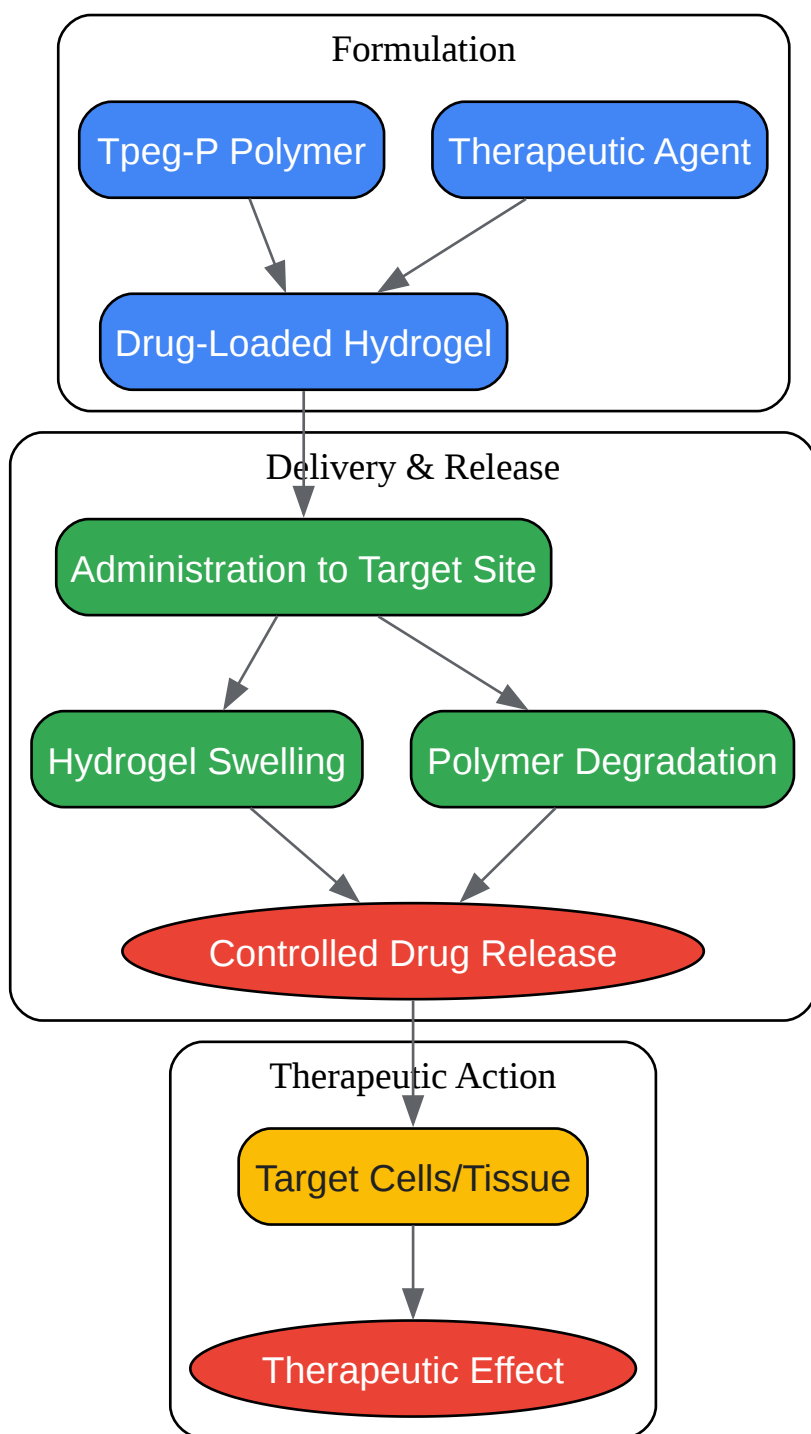 Formulation
Tpeg-P Polymer
Therapeutic Agent
Drug-Loaded Hydrogel
Delivery & Release
Administration to Target Site
Hydrogel Swelling
Polymer Degradation
Controlled Drug Release
Therapeutic Action
Target Cells/Tissue
Therapeutic Effect